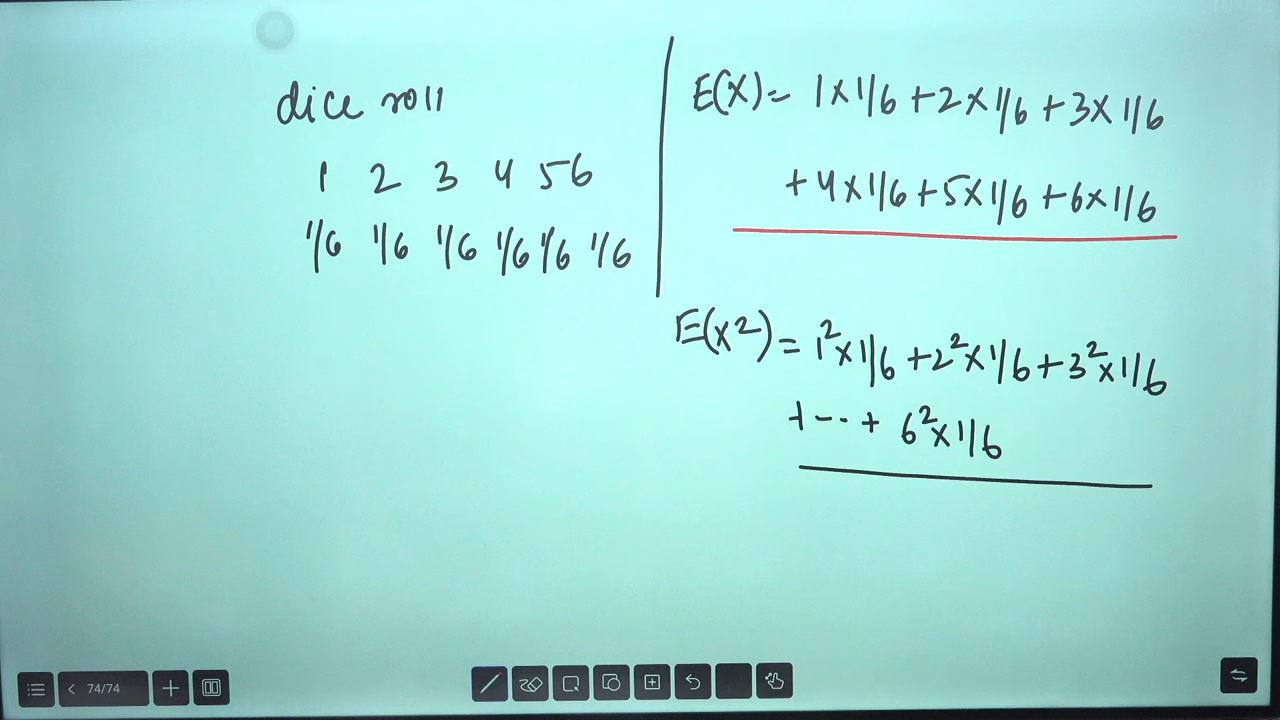 dice roll
1 2 3 4 5 6
1/6 1/6 1/6 1/6 1/6 1/6
E(X)= 1×1/6 +2×1/6 +3×1/6
+4×1/6 +5×1/6 +6×1/6
E(X²) = 1²×1/6 +2²×1/6 +3²×1/6
+--+ 6²×1/6
74/74